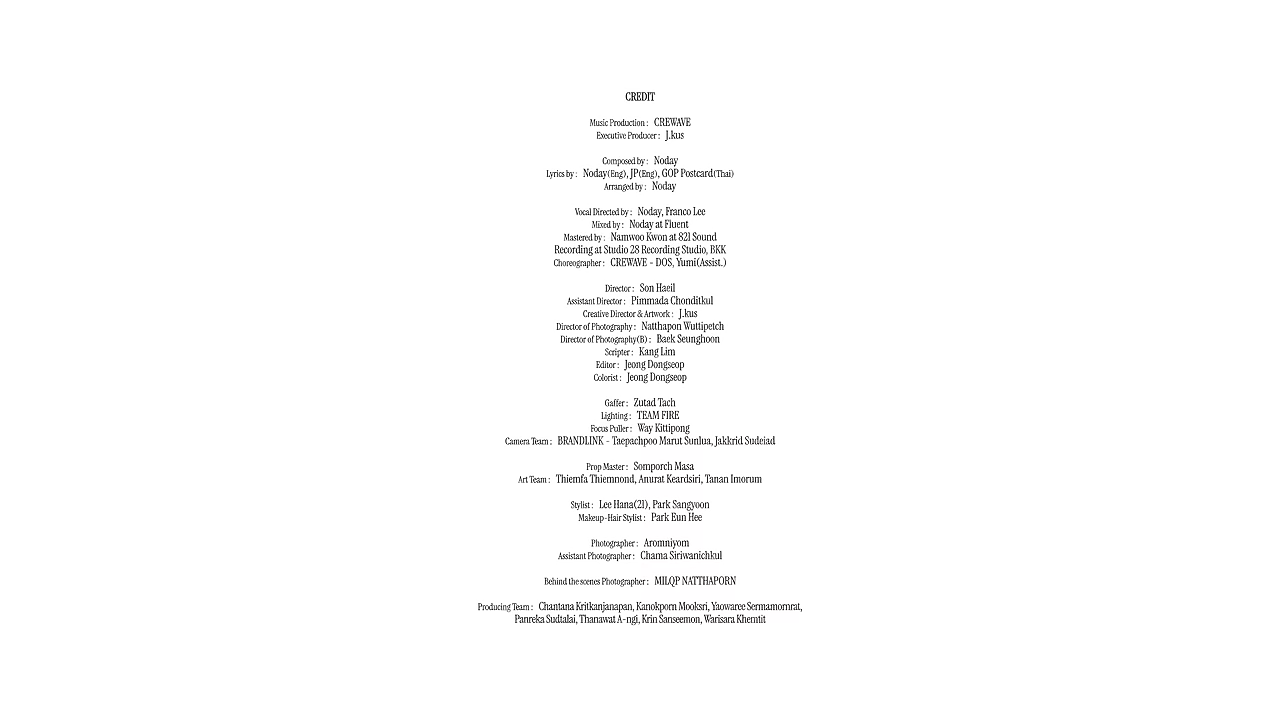 CREDIT
Music Production : CREWAVE
Executive Producer : J.kus
Composed by : Noday
Lyrics by : Noday(Eng), JP(Eng), GOP Postcard(Thai)
Arranged by : Noday
Vocal Directed by : Noday, Franco Lee
Mixed by : Noday at Fluent
Mastered by : Namwoo Kwon at 821 Sound
Recording at Studio 28 Recording Studio, BKK
Choreographer : CREWAVE - DOS, Yumi(Assist.)
Director : Son Haeil
Assistant Director : Pimmada Chonditkul
Creative Director & Artwork : J.kus
Director of Photography : Natthapon Wuttipetch
Director of Photography(B) : Baek Seunghoon
Scripter : Kang Lim
Editor : Jeong Dongseop
Colorist : Jeong Dongseop
Gaffer : Zutad Tach
Lighting : TEAM FIRE
Focus Puller : Way Kittipong
Camera Team : BRANDLINK - Taepachpoo Marut Sunlua, Jakkrid Sudeiad
Prop Master : Somporch Masa
Art Team : Thiemfa Thiemnond, Anurat Keardsiri, Tanan Imorum
Stylist : Lee Hana(21), Park Sangyoon
Makeup-Hair Stylist : Park Eun Hee
Photographer : Aromniyom
Assistant Photographer : Chama Siriwanichkul
Behind the scenes Photographer : MILQP NATTHAPORN
Producing Team : Chantana Kritkanjanapan, Kanokporn Mooksri, Yaowaree Sermamornrat,
Panreka Sudtalai, Thanawat A-ngi, Krin Sanseemon, Warisara Khemtit